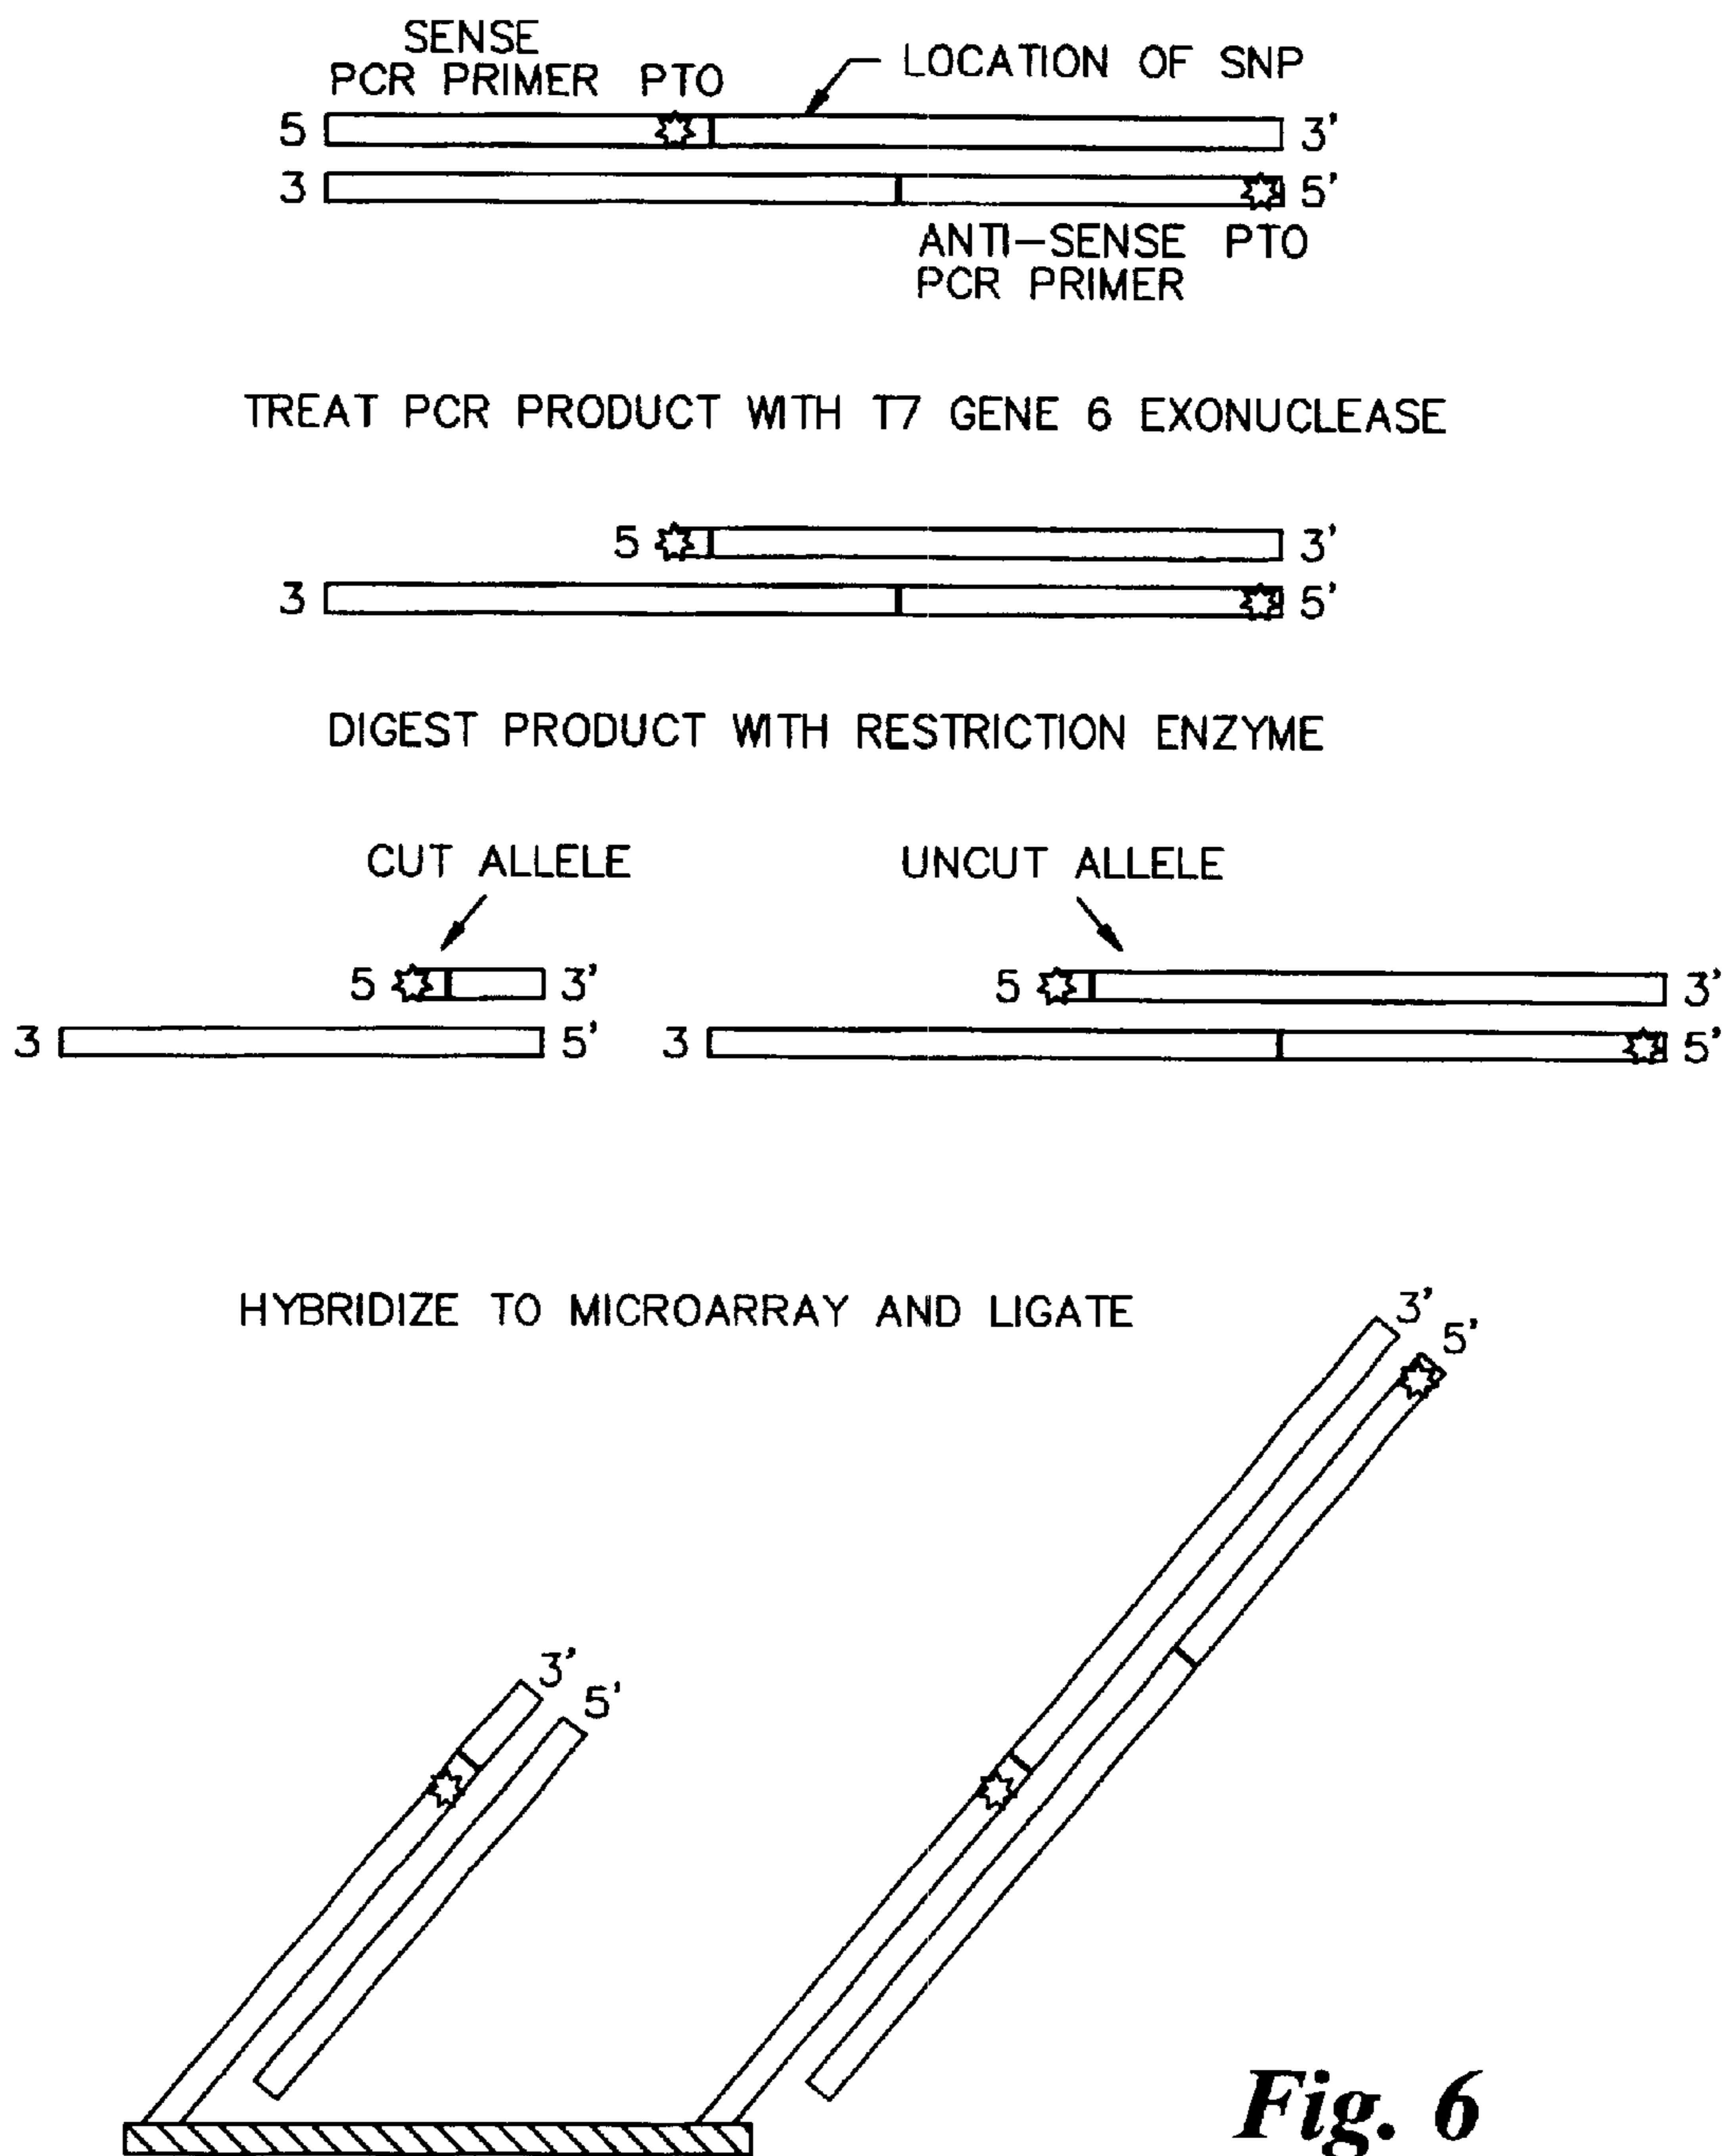 SENSE
PCR PRIMER PTO
LOCATION OF SNP
5 3'
3 5'
ANTI-SENSE PTO
PCR PRIMER
TREAT PCR PRODUCT WITH T7 GENE 6 EXONUCLEASE
5 3'
3 5'
DIGEST PRODUCT WITH RESTRICTION ENZYME
CUT ALLELE UNCUT ALLELE
5 3' 5 3'
3 5' 3 5'
HYBRIDIZE TO MICROARRAY AND LIGATE
3'
5'
3'
5'
Fig. 6